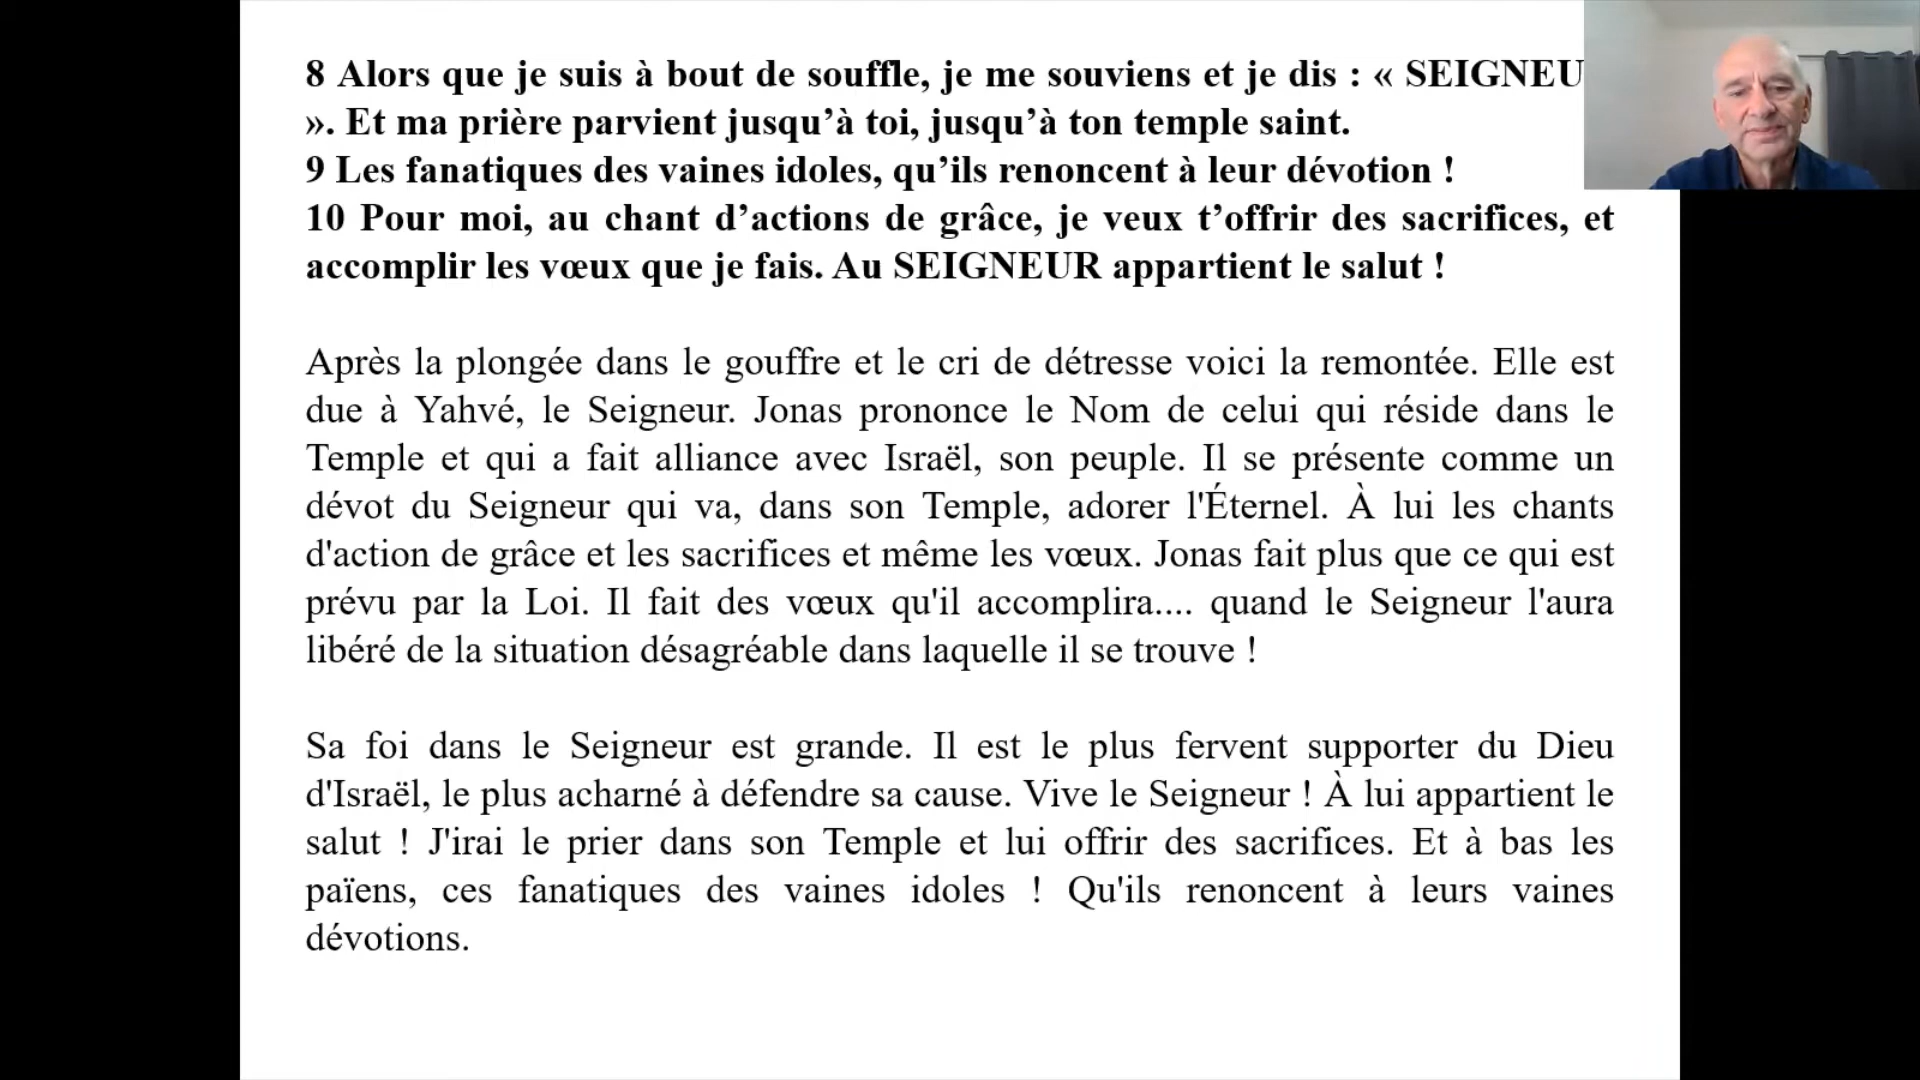 8 Alors que je suis à bout de souffle, je me souviens et je dis : « SEIGNEU
». Et ma prière parvient jusqu’à toi, jusqu’à ton temple saint.
9 Les fanatiques des vaines idoles, qu’ils renoncent à leur dévotion !
10 Pour moi, au chant d’actions de grâce, je veux t’offrir des sacrifices, et
accomplir les vœux que je fais. Au SEIGNEUR appartient le salut !
Après la plongée dans le gouffre et le cri de détresse voici la remontée. Elle est
due à Yahvé, le Seigneur. Jonas prononce le Nom de celui qui réside dans le
Temple et qui a fait alliance avec Israël, son peuple. Il se présente comme un
dévot du Seigneur qui va, dans son Temple, adorer l'Éternel. À lui les chants
d'action de grâce et les sacrifices et même les vœux. Jonas fait plus que ce qui est
prévu par la Loi. Il fait des vœux qu'il accomplira.... quand le Seigneur l'aura
libéré de la situation désagréable dans laquelle il se trouve !
Sa foi dans le Seigneur est grande. Il est le plus fervent supporter du Dieu
d'Israël, le plus acharné à défendre sa cause. Vive le Seigneur ! À lui appartient le
salut ! J'irai le prier dans son Temple et lui offrir des sacrifices. Et à bas les
païens, ces fanatiques des vaines idoles ! Qu'ils renoncent à leurs vaines
dévotions.